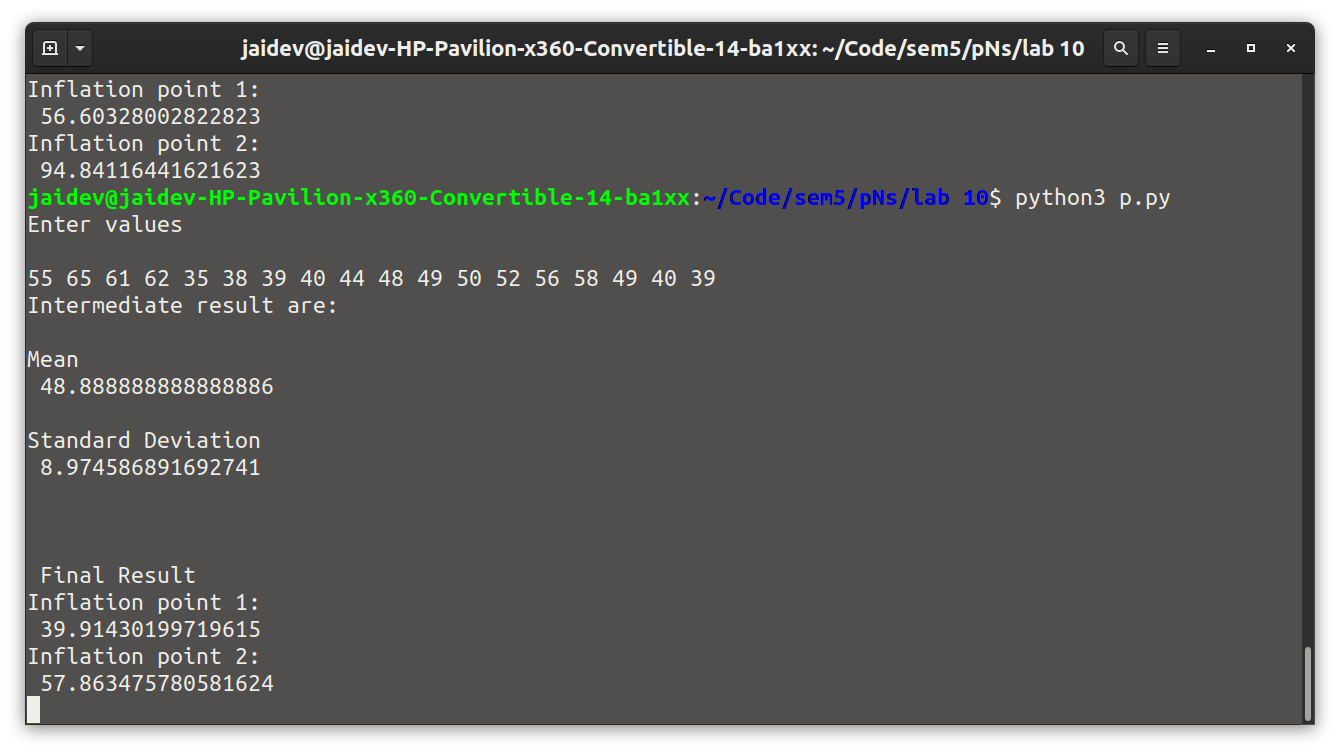 jaidev@jaidev-HP-Pavilion-x360-Convertible-14-ba1xx: ~/Code/sem5/pNs/lab 10
Inflation point 1:
56.60328002822823
Inflation point 2:
94.84116441621623
jaidev@jaidev-HP-Pavilion-x360-Convertible-14-ba1xx:~/Code/sem5/pNs/lab 10$ python3 p.py
Enter values
55 65 61 62 35 38 39 40 44 48 49 50 52 56 58 49 40 39
Intermediate result are:
Mean
48.888888888888886
Standard Deviation
8.974586891692741
Final Result
Inflation point 1:
39.91430199719615
Inflation point 2:
57.863475780581624